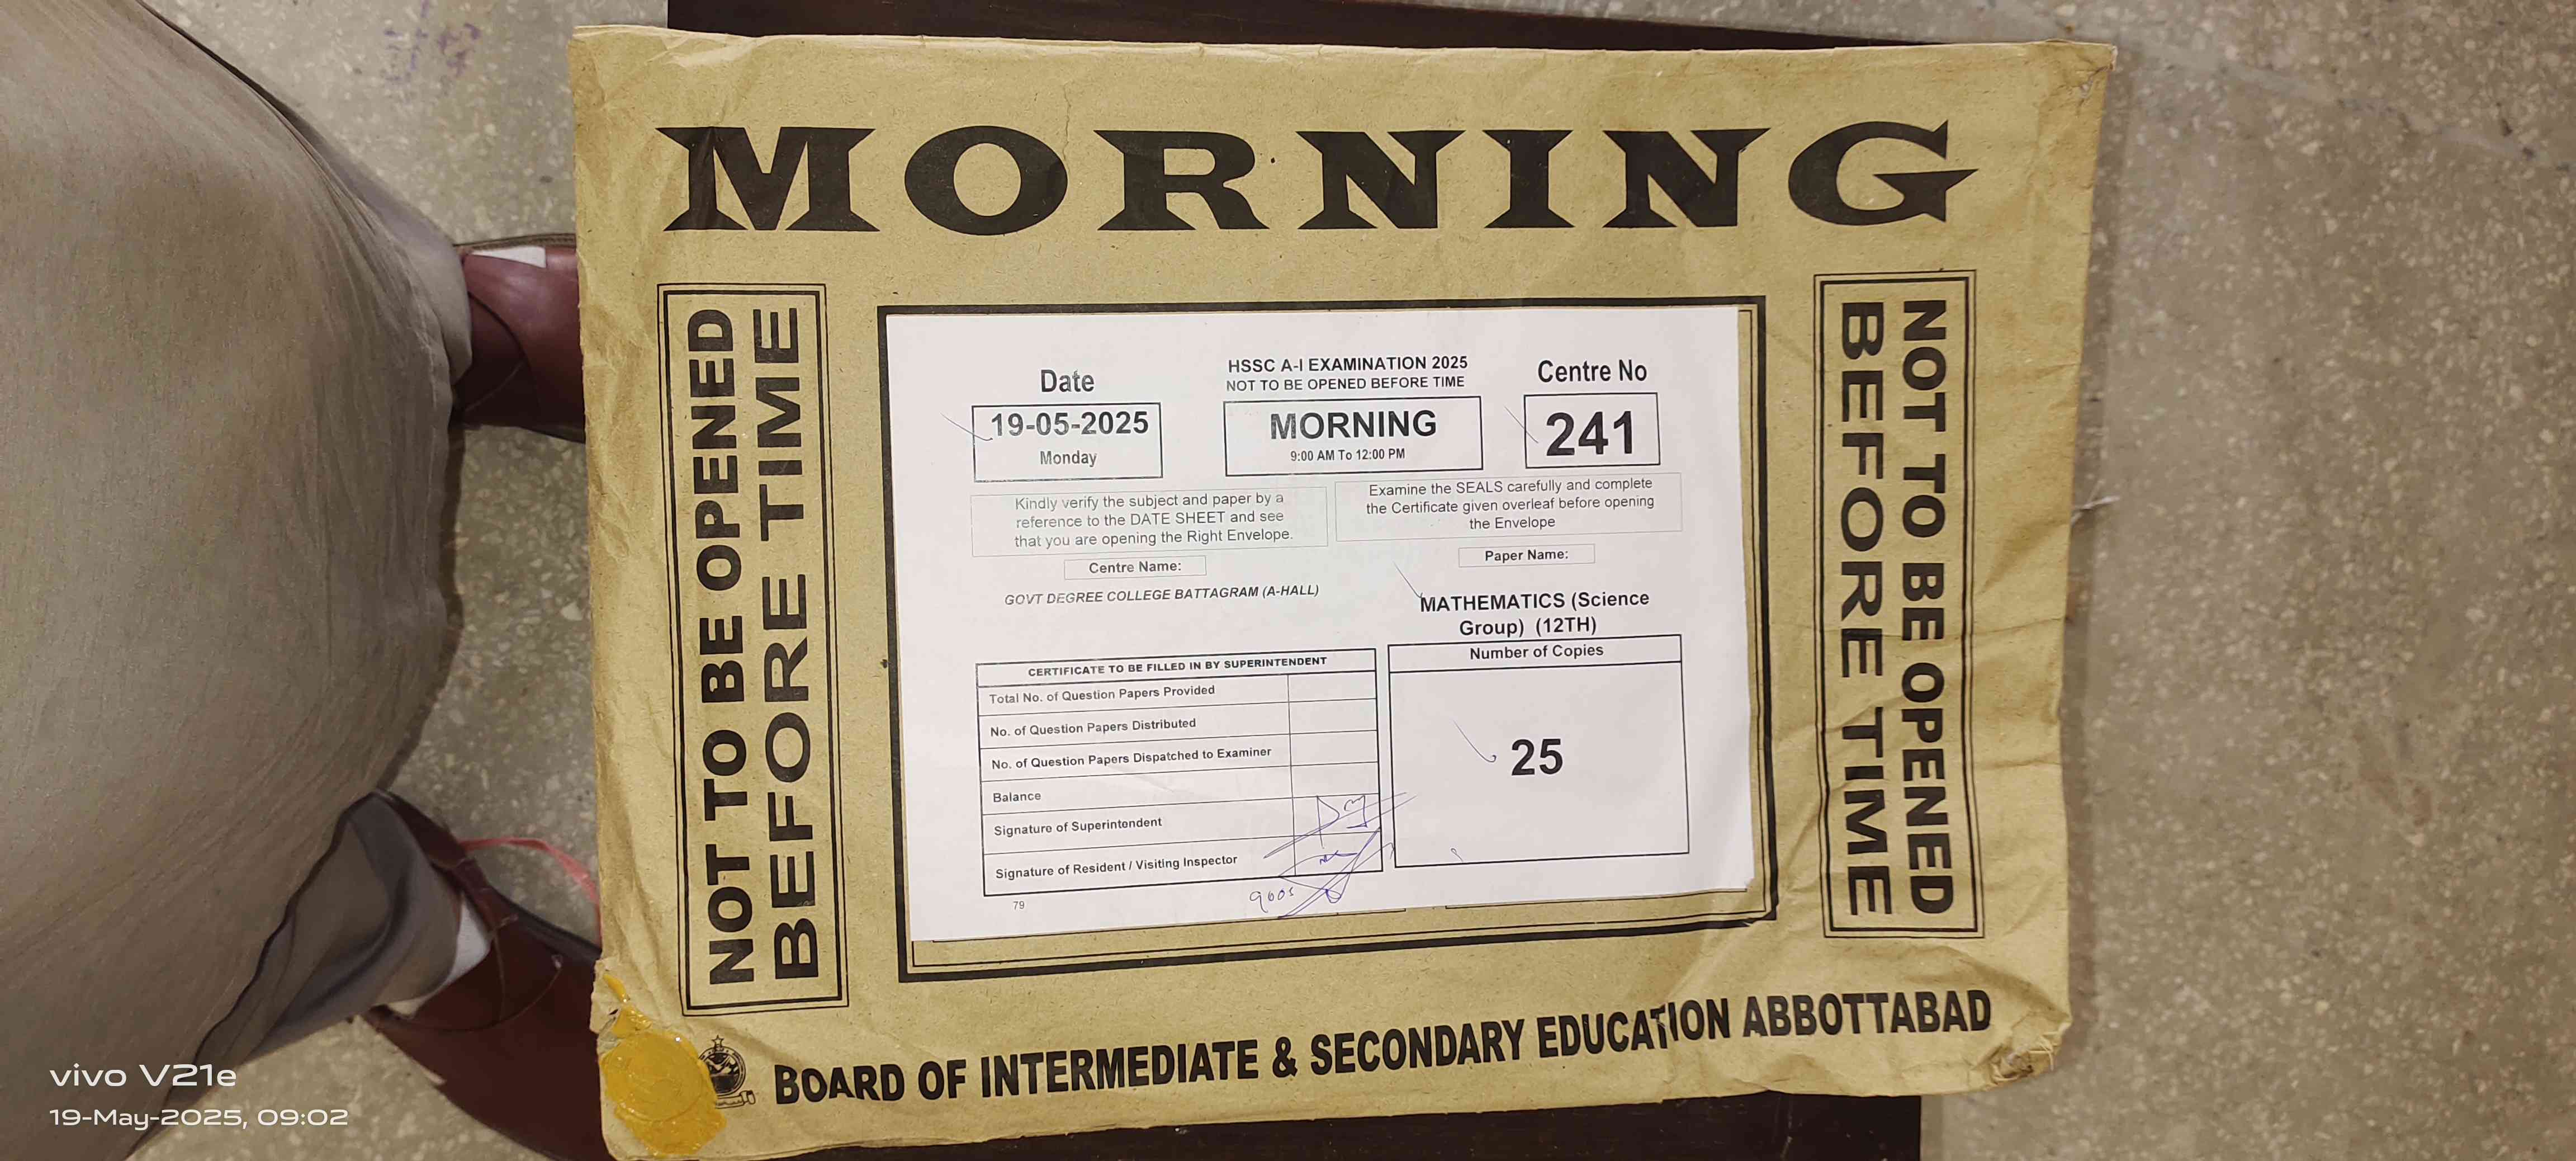 MORNING
NOT TO BE OPENED
BEFORE TIME
Date
19-05-2025
Monday
HSSC A-I EXAMINATION 2025
NOT TO BE OPENED BEFORE TIME
MORNING
9:00 AM To 12:00 PM
Centre No
241
Kindly verify the subject and paper by a
reference to the DATE SHEET and see
that you are opening the Right Envelope.
Examine the SEALS carefully and complete
the Certificate given overleaf before opening
the Envelope
Centre Name:
GOVT DEGREE COLLEGE BATTAGRAM (A-HALL)
Paper Name:
MATHEMATICS (Science
Group) (12TH)
CERTIFICATE TO BE FILLED IN BY SUPERINTENDENT
Total No. of Question Papers Provided
No. of Question Papers Distributed
No. of Question Papers Dispatched to Examiner
Balance
Signature of Superintendent
Signature of Resident / Visiting Inspector
79
Number of Copies
25
NOT TO BE OPENED
BEFORE TIME
BOARD OF INTERMEDIATE & SECONDARY EDUCATION ABBOTTABAD
vivo V21e
19-May-2025, 09:02